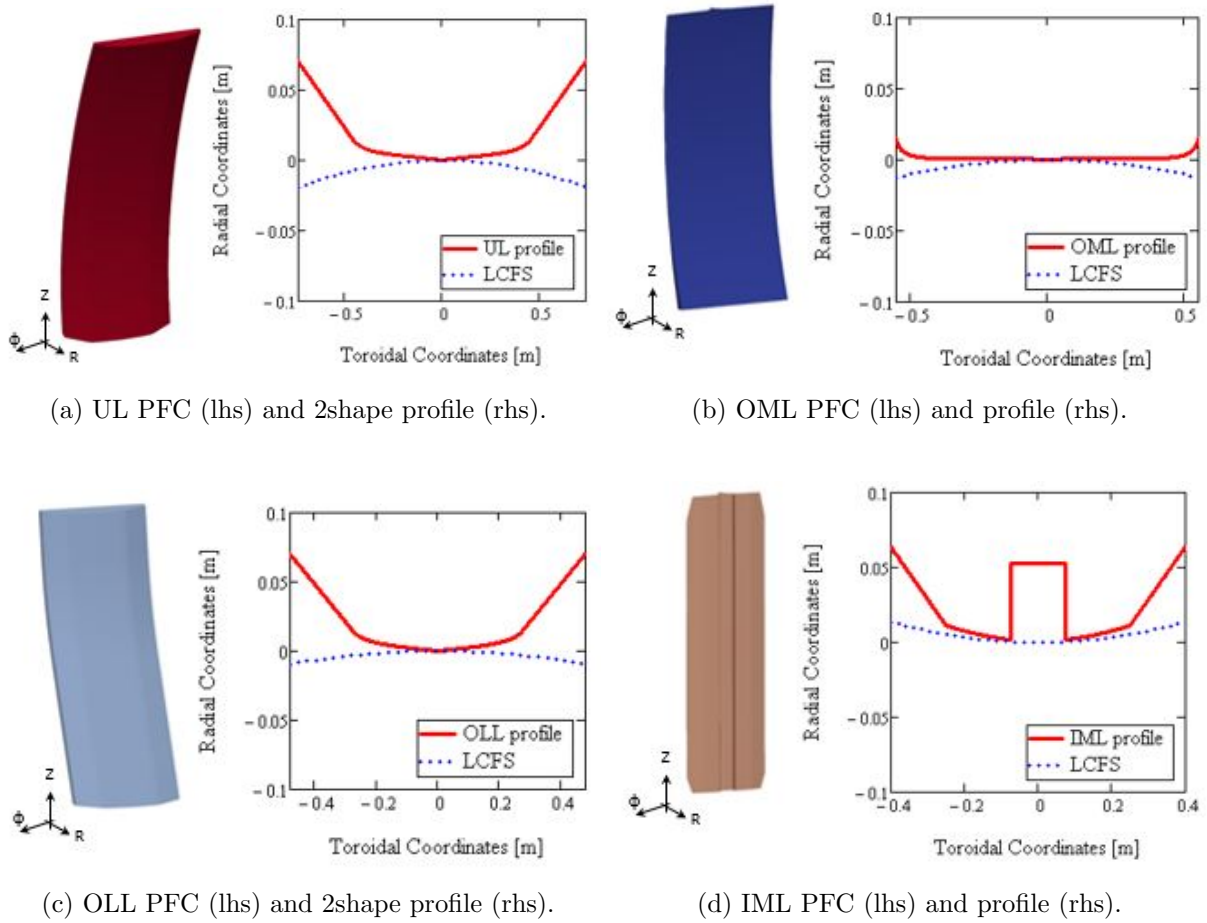 0.1
0.05
0
−0.05
−0.1
Radial Coordinates [m]
UL profile
LCFS
−0.5 0 0.5
Toroidal Coordinates [m]
Z
Φ
R
(a) UL PFC (lhs) and 2shape profile (rhs).
0.1
0.05
0
−0.05
−0.1
Radial Coordinates [m]
OML profile
LCFS
−0.5 0 0.5
Toroidal Coordinates [m]
Z
Φ
R
(b) OML PFC (lhs) and profile (rhs).
0.1
0.05
0
−0.05
−0.1
Radial Coordinates [m]
OLL profile
LCFS
−0.4 −0.2 0 0.2 0.4
Toroidal Coordinates [m]
Z
Φ
R
(c) OLL PFC (lhs) and 2shape profile (rhs).
0.1
0.05
0
−0.05
−0.1
Radial Coordinates [m]
IML profile
LCFS
−0.4 −0.2 0 0.2 0.4
Toroidal Coordinates [m]
Z
Φ
R
(d) IML PFC (lhs) and profile (rhs).